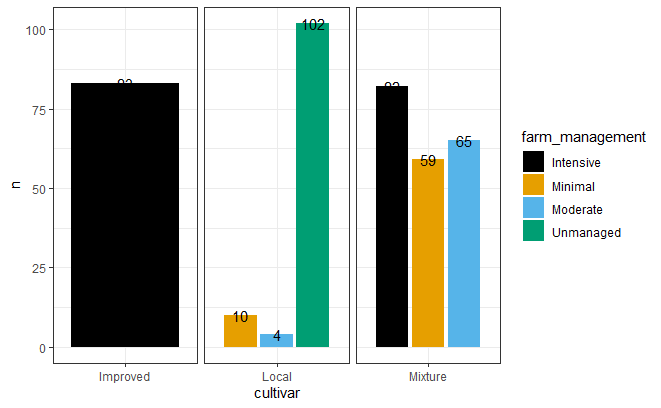 100
75
50
25
0
n
83
102
10
4
82
59
65
Improved
Local
Mixture
cultivar
farm_management
Intensive
Minimal
Moderate
Unmanaged